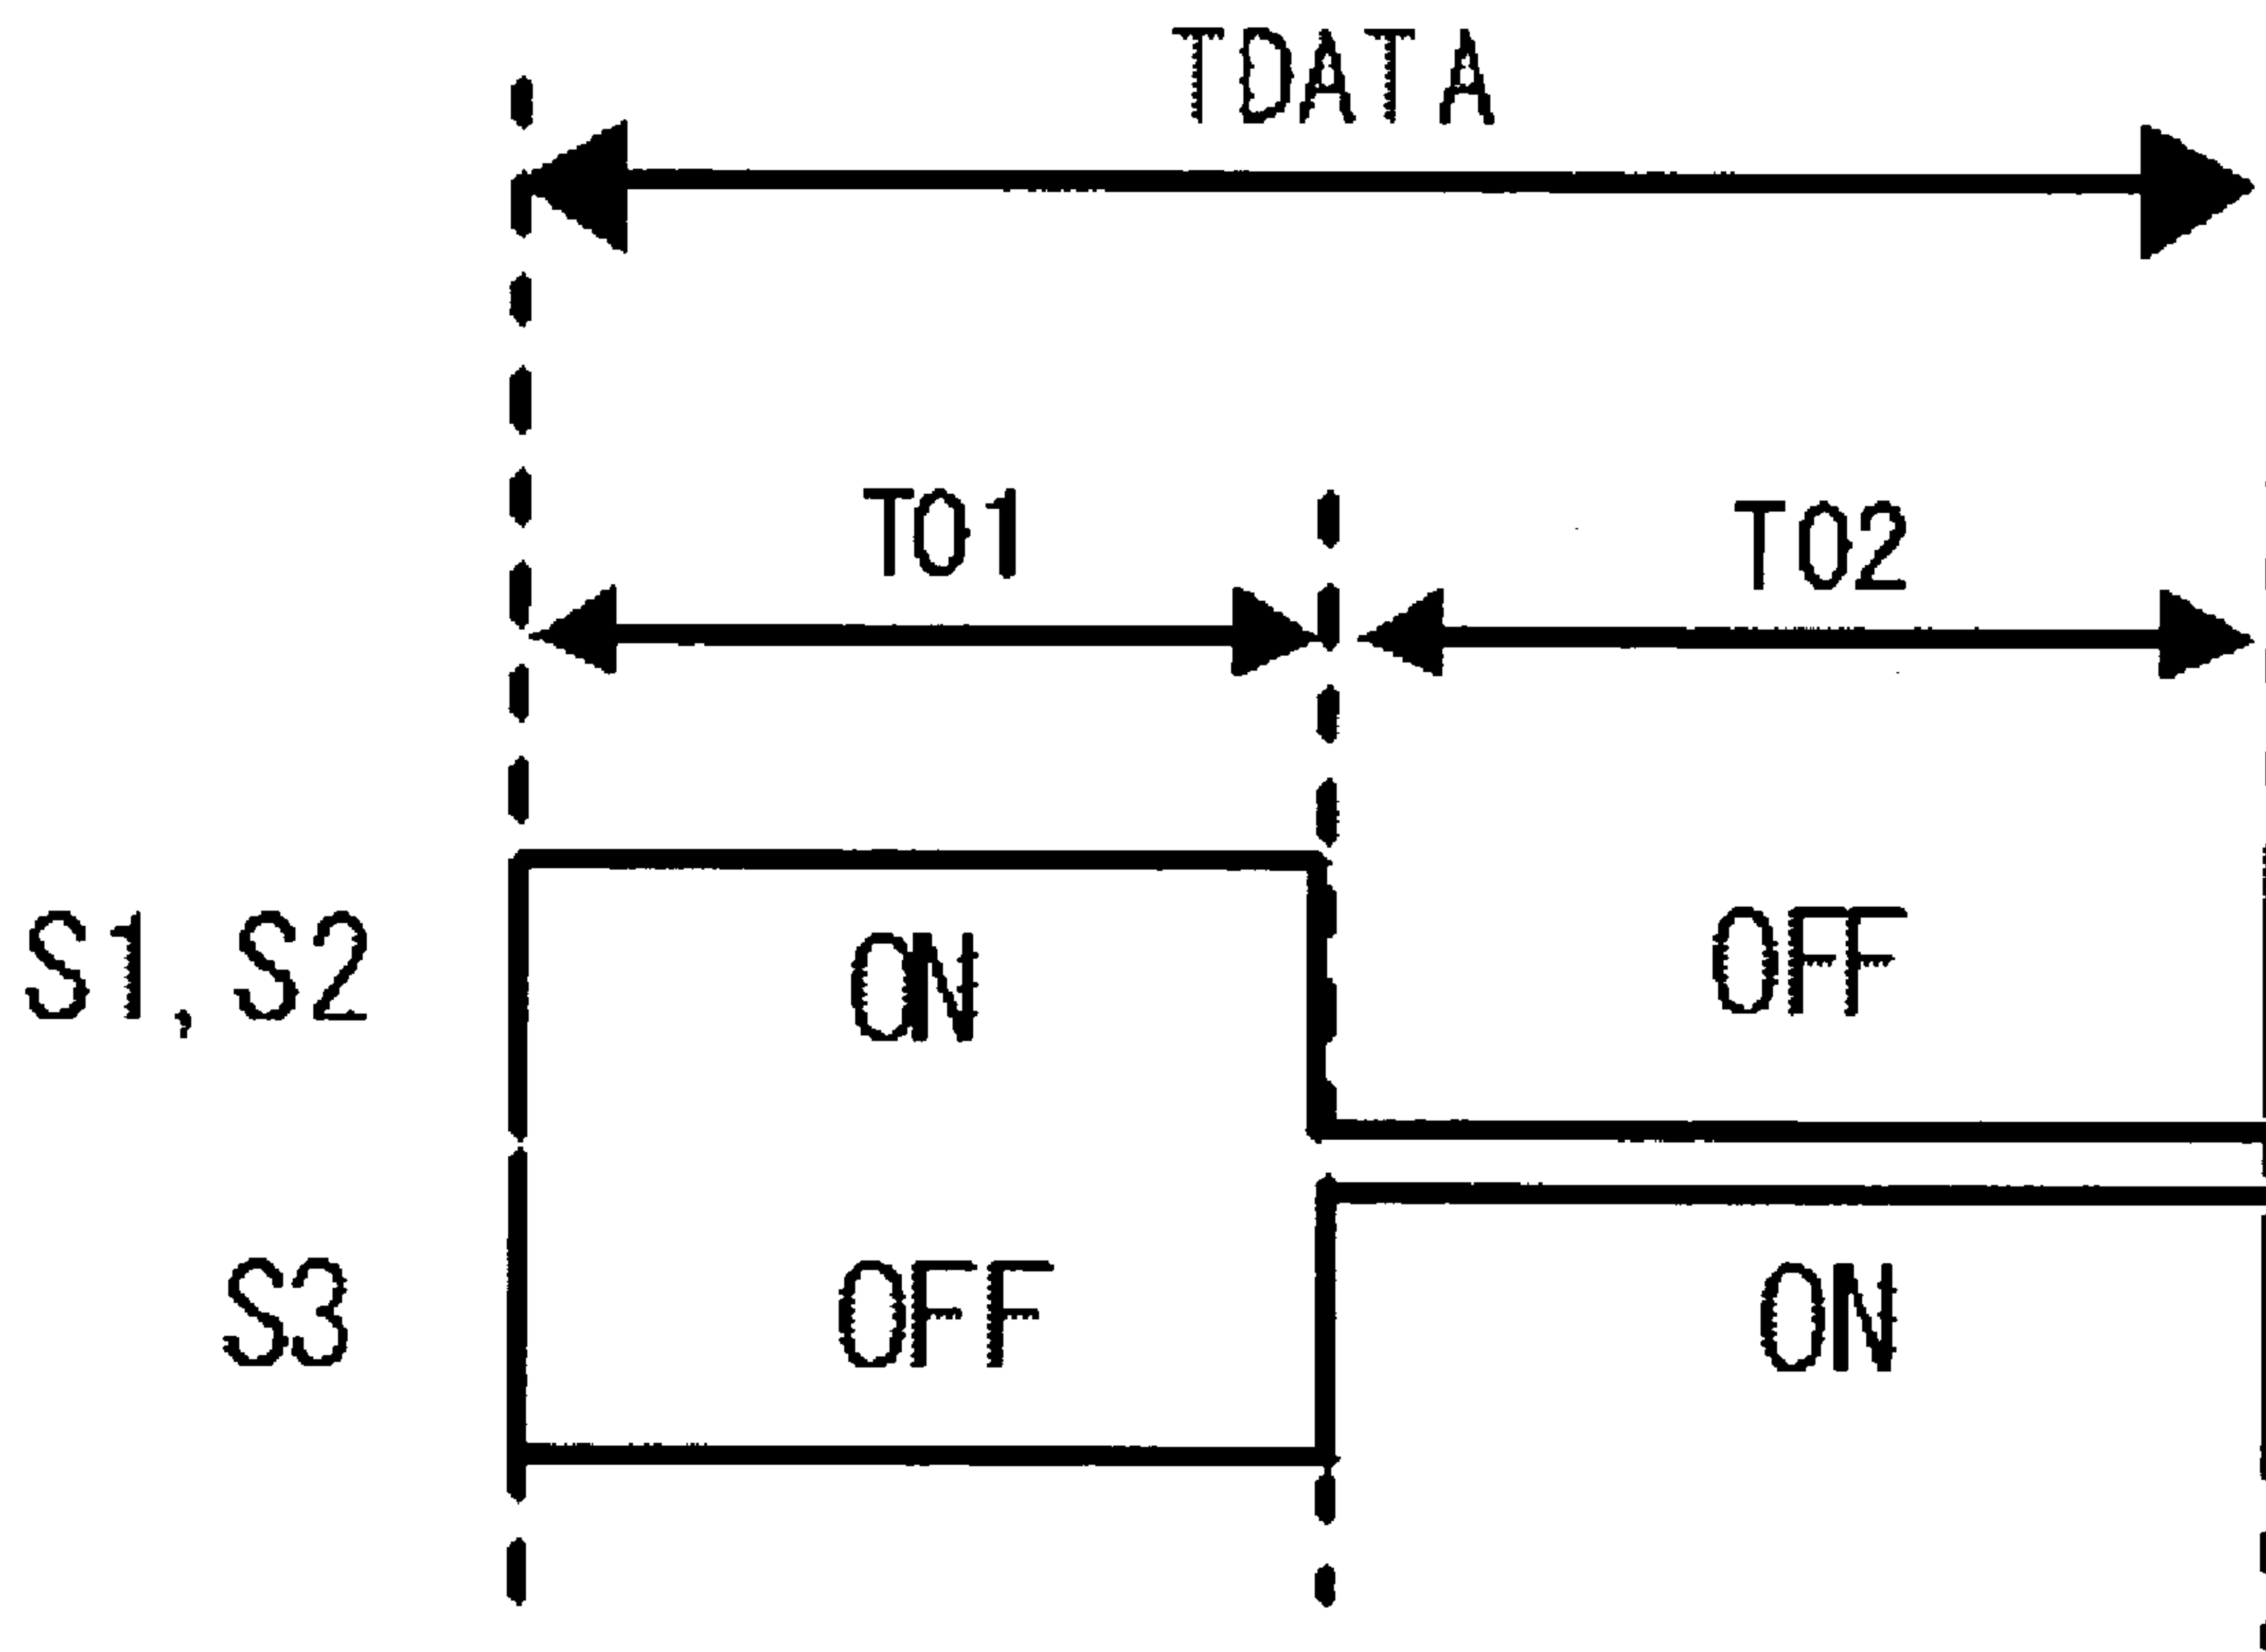 TDATA
T01
T02
S1, S2
ON
OFF
S3
OFF
ON